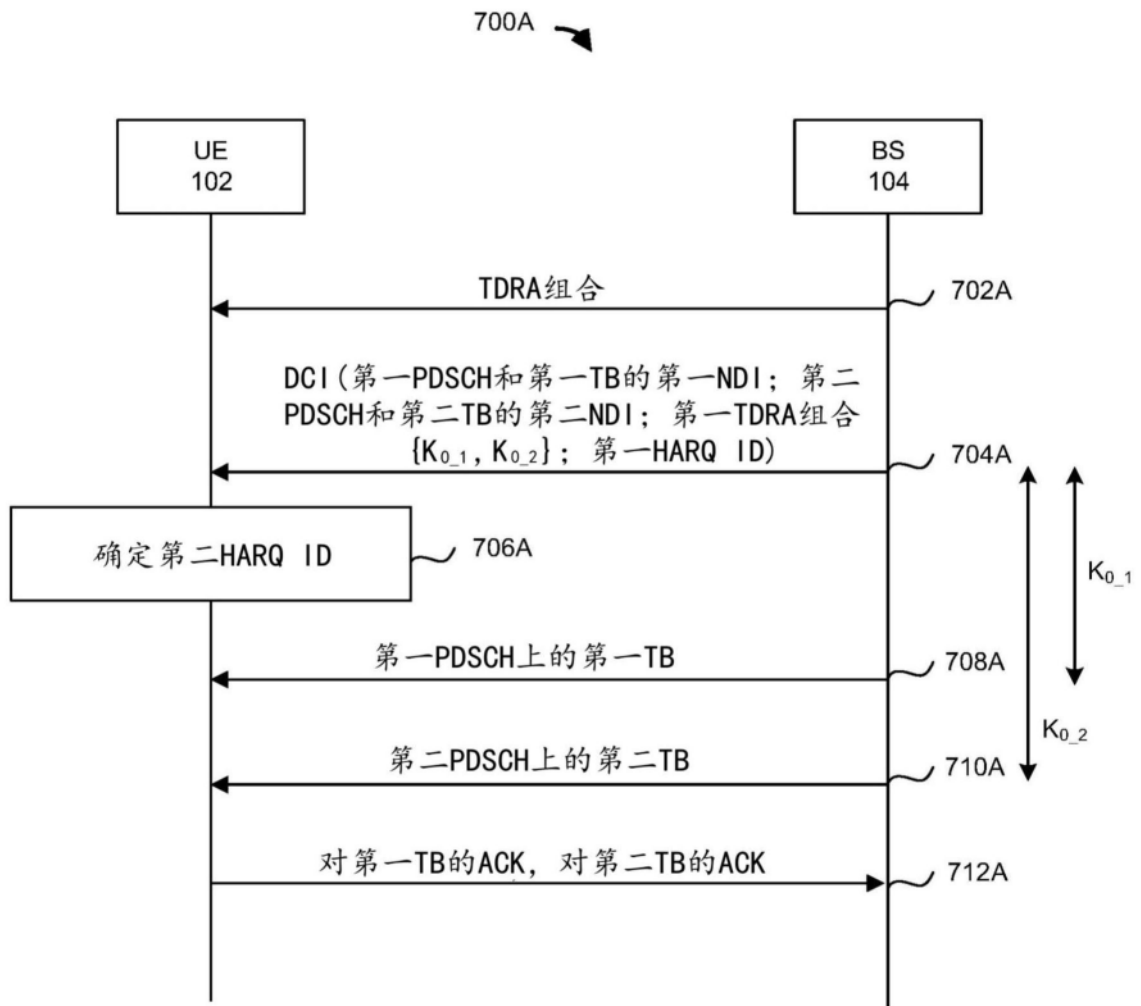 700A
UE
102
BS
104
TDRA组合
702A
DCI(第一PDSCH和第一TB的第一NDI; 第二
PDSCH和第二TB的第二NDI; 第一TDRA组合
{K₀_₁, K₀_₂}; 第一HARQ ID)
704A
确定第二HARQ ID
706A
K₀_₁
第一PDSCH上的第一TB
708A
K₀_₂
第二PDSCH上的第二TB
710A
对第一TB的ACK, 对第二TB的ACK
712A